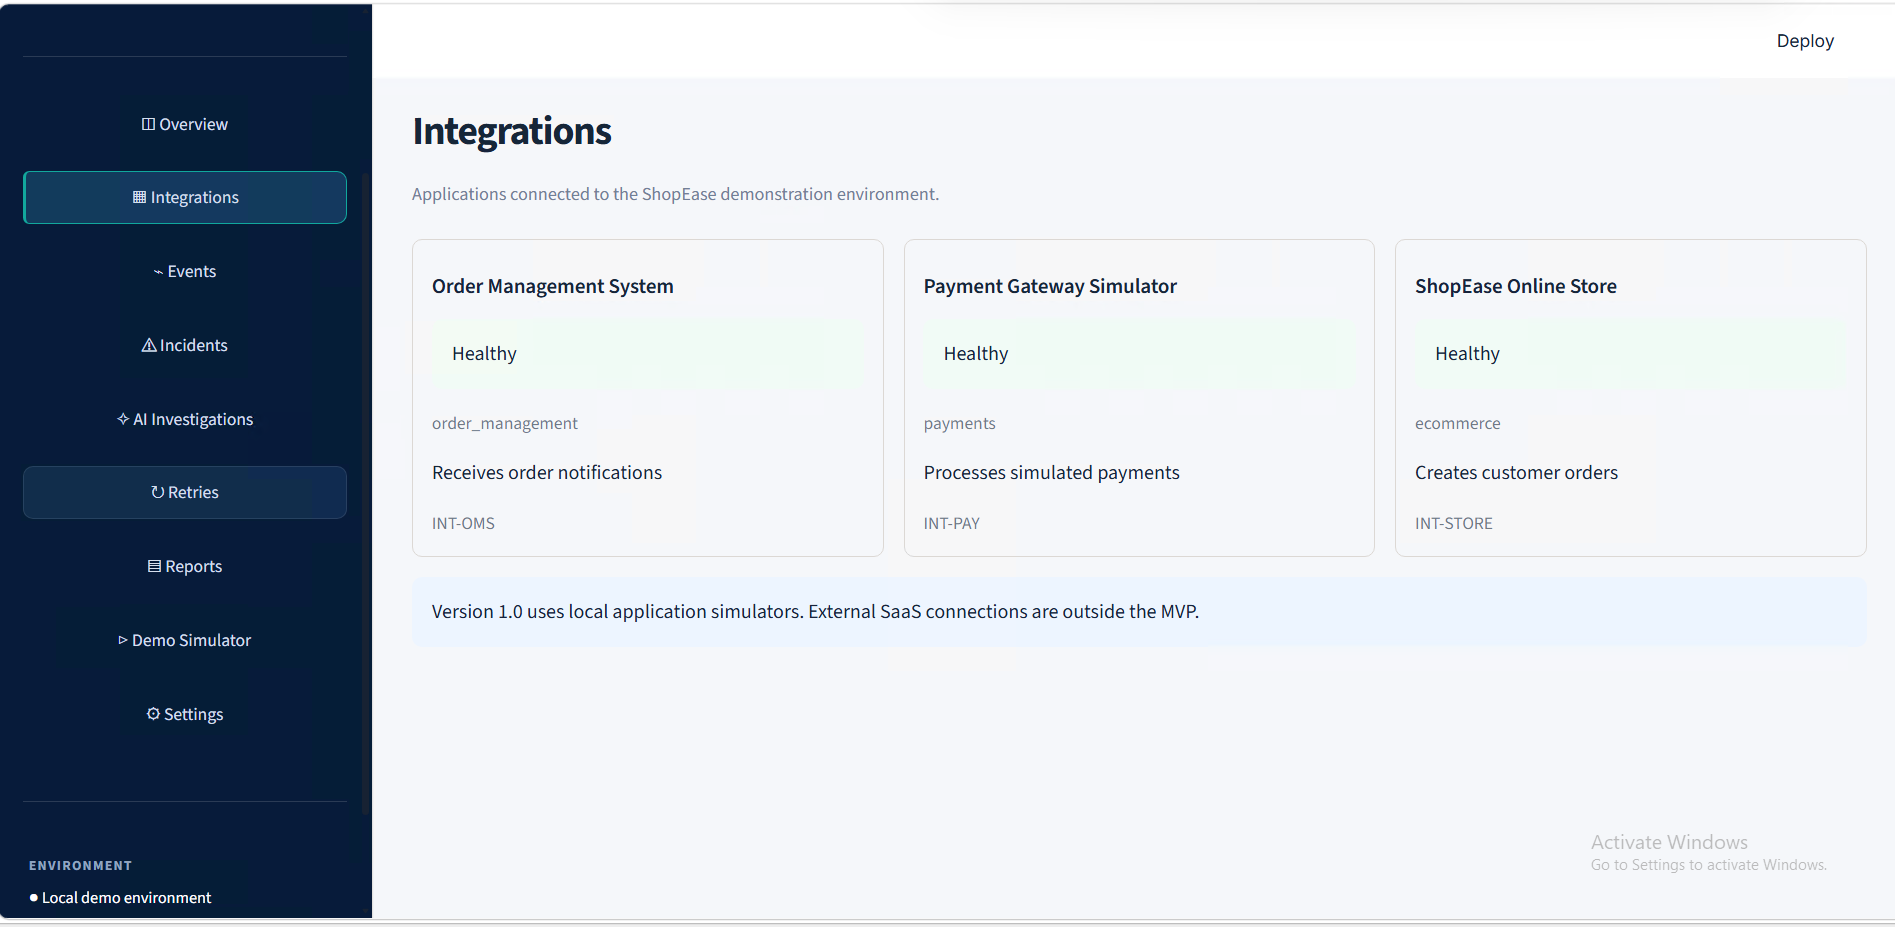 Deploy
Overview
Integrations
Events
Incidents
AI Investigations
Retries
Reports
Demo Simulator
Settings
ENVIRONMENT
Local demo environment
Integrations
Applications connected to the ShopEase demonstration environment.
Order Management System
Healthy
order_management
Receives order notifications
INT-OMS
Payment Gateway Simulator
Healthy
payments
Processes simulated payments
INT-PAY
ShopEase Online Store
Healthy
ecommerce
Creates customer orders
INT-STORE
Version 1.0 uses local application simulators. External SaaS connections are outside the MVP.
Activate Windows
Go to Settings to activate Windows.